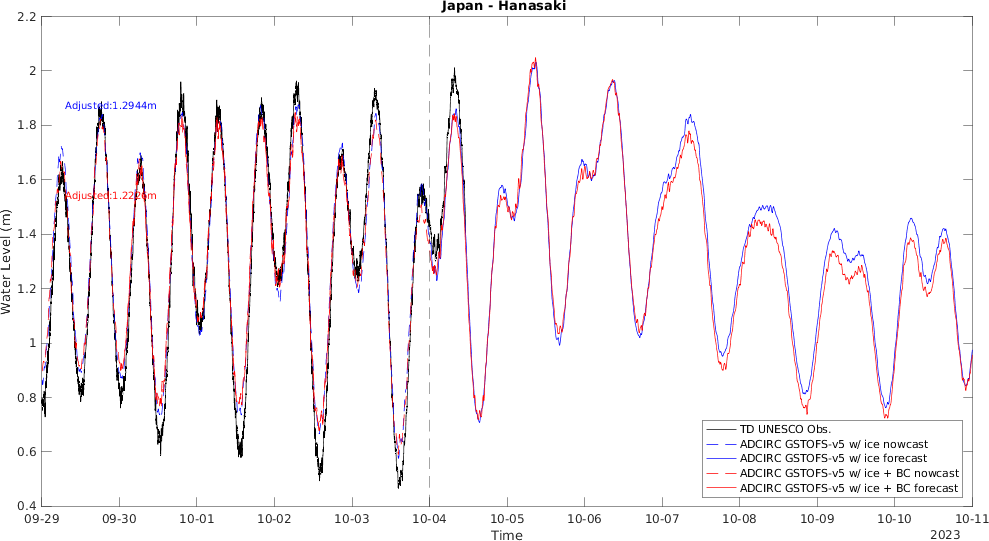 Japan - Hanasaki
2.2
2
1.8
1.6
1.4
1.2
1
0.8
0.6
0.4
Water Level (m)
Adjusted:1.2944m
Adjusted:1.2226m
TD UNESCO Obs.
ADCIRC GSTOFS-v5 w/ ice nowcast
ADCIRC GSTOFS-v5 w/ ice forecast
ADCIRC GSTOFS-v5 w/ ice + BC nowcast
ADCIRC GSTOFS-v5 w/ ice + BC forecast
09-29 09-30 10-01 10-02 10-03 10-04 10-05 10-06 10-07 10-08 10-09 10-10 10-11
Time
2023